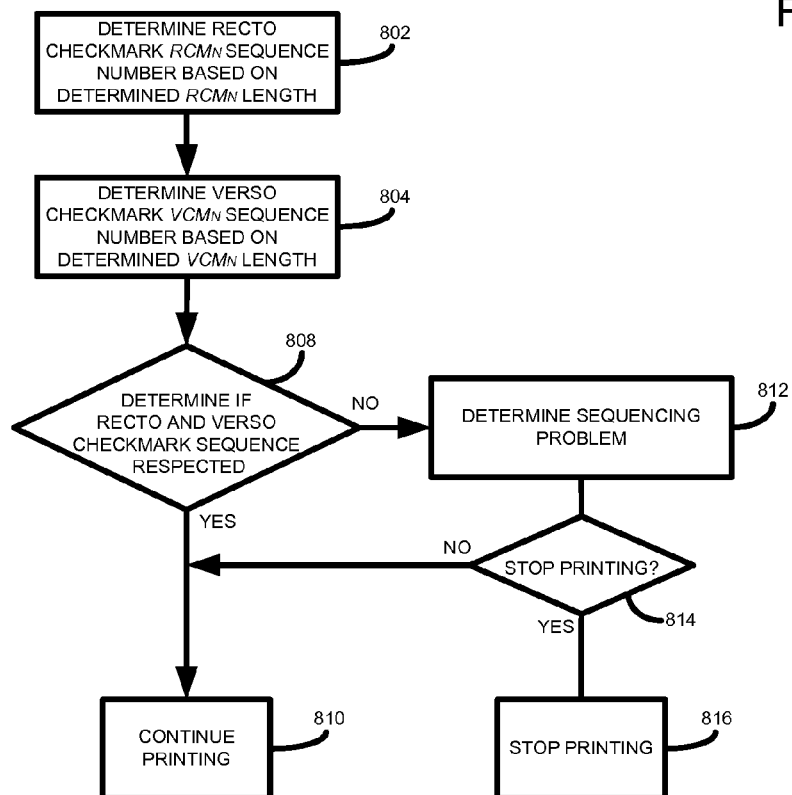 F
DETERMINE RECTO
CHECKMARK RCMN SEQUENCE
NUMBER BASED ON
DETERMINED RCMN LENGTH
802
DETERMINE VERSO
CHECKMARK VCMN SEQUENCE
NUMBER BASED ON
DETERMINED VCMN LENGTH
804
808
DETERMINE IF
RECTO AND VERSO
CHECKMARK SEQUENCE
RESPECTED
NO
YES
DETERMINE SEQUENCING
PROBLEM
812
NO
STOP PRINTING?
814
YES
CONTINUE
PRINTING
810
STOP PRINTING
816